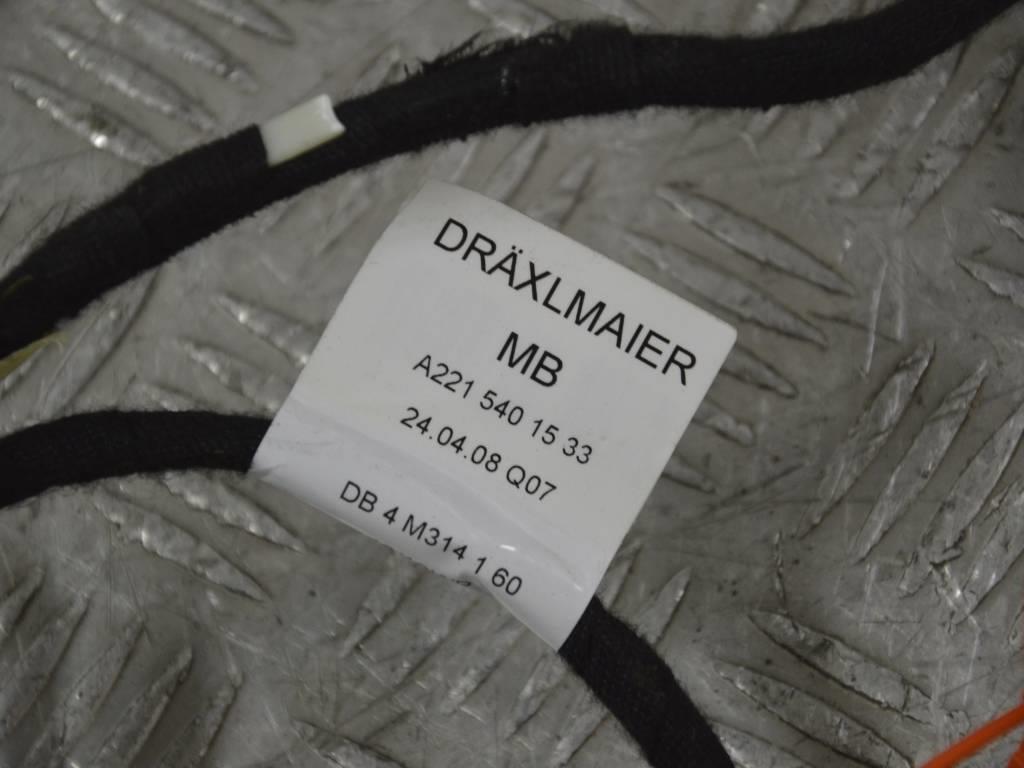 DRÄXLMAIER
MB
A221 540 15 33
24.04.08 Q07
DB 4 M314 1 60